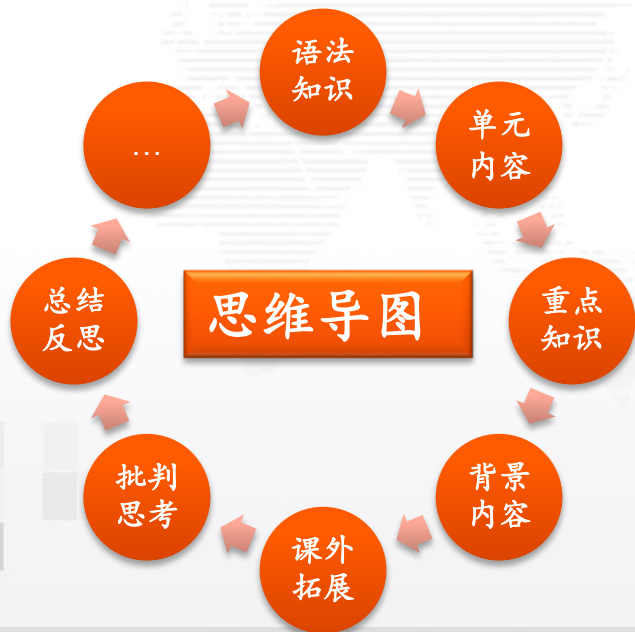 语法
知识
单元
内容
重点
知识
背景
内容
课外
拓展
批判
思考
总结
反思
...
思维导图